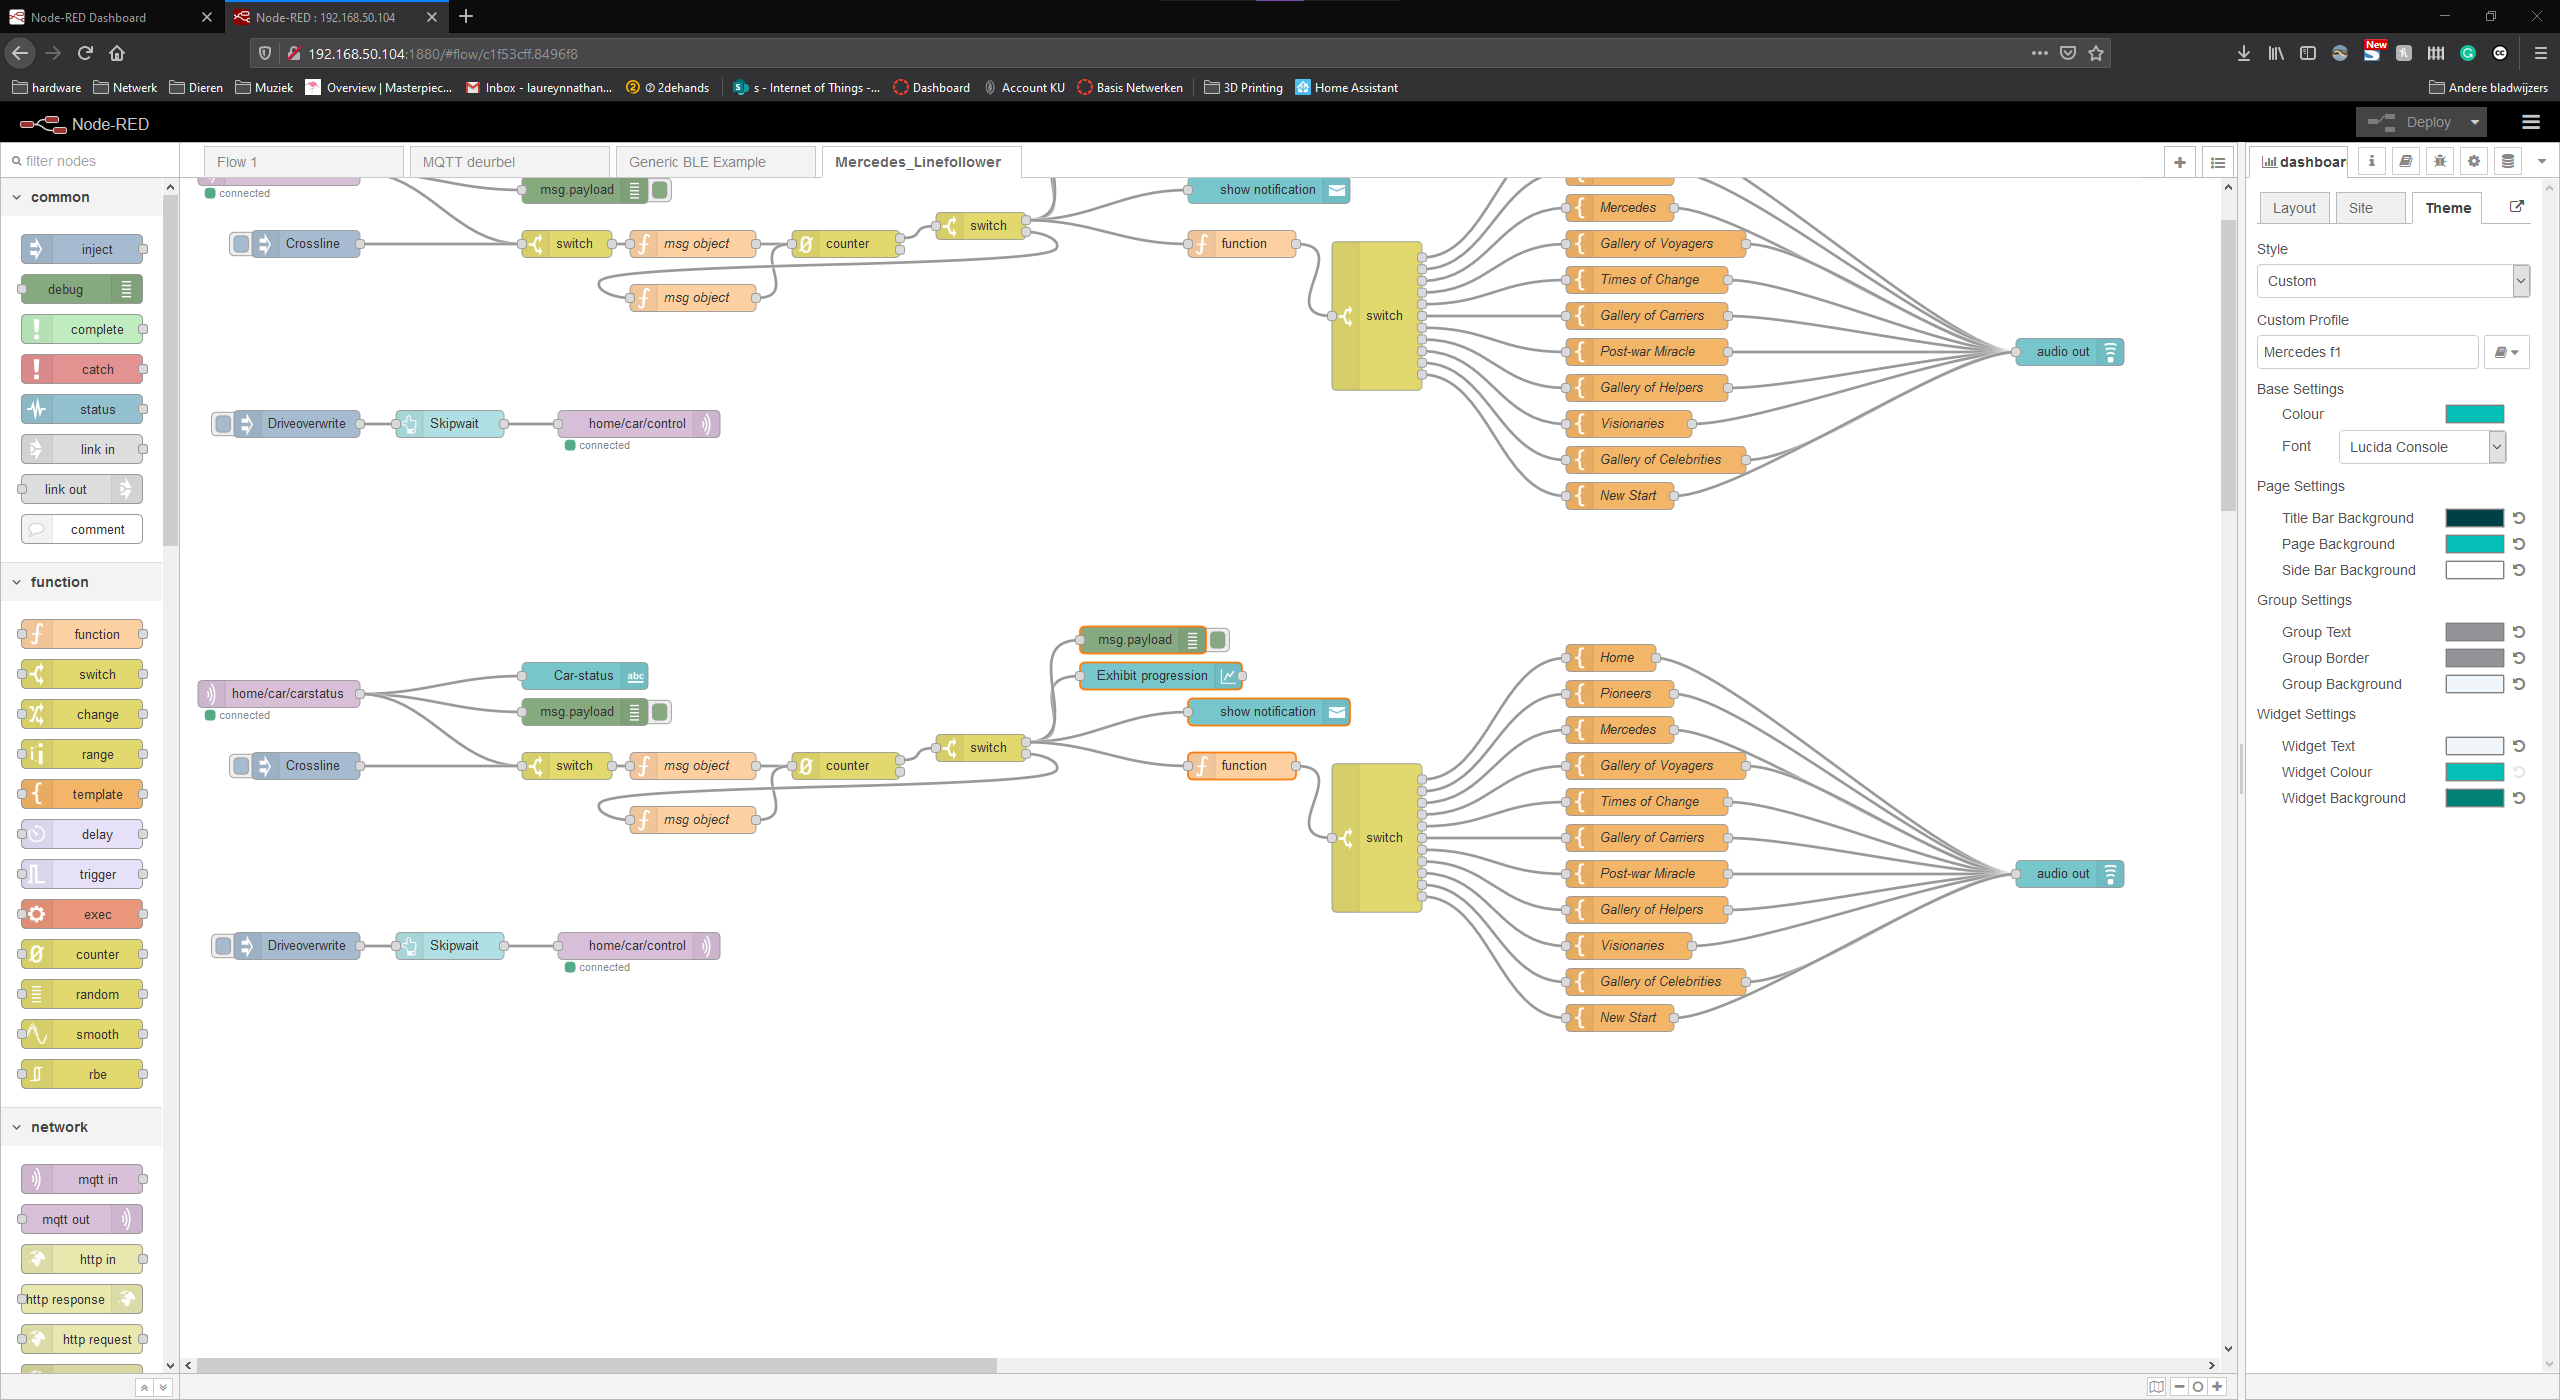 Node-RED Dashboard
Node-RED : 192.168.50.104
192.168.50.104:1880/#flow/c1f53cff.8496f8
New
hardware
Netwerk
Dieren
Muziek
Overview | Masterpiec...
Inbox - laureynnathan...
2dehands
s - Internet of Things -...
Dashboard
Account KU
Basis Netwerken
3D Printing
Home Assistant
Andere bladwijzers
Node-RED
Deploy
filter nodes
Flow 1
MQTT deurbel
Generic BLE Example
Mercedes_Linefollower
common
inject
debug
complete
catch
status
link in
link out
comment
function
function
switch
change
range
template
delay
trigger
exec
counter
random
smooth
rbe
network
mqtt in
mqtt out
http in
http response
http request
connected
msg.payload
show notification
Crossline
switch
msg object
counter
switch
function
msg object
switch
Mercedes
Gallery of Voyagers
Times of Change
Gallery of Carriers
Post-war Miracle
Gallery of Helpers
Visionaries
Gallery of Celebrities
New Start
audio out
Driveoverwrite
Skipwait
home/car/control
connected
msg.payload
Exhibit progression
show notification
home/car/carstatus
connected
Car-status
abc
msg.payload
Crossline
switch
msg object
counter
switch
function
msg object
switch
Home
Pioneers
Mercedes
Gallery of Voyagers
Times of Change
Gallery of Carriers
Post-war Miracle
Gallery of Helpers
Visionaries
Gallery of Celebrities
New Start
audio out
Driveoverwrite
Skipwait
home/car/control
connected
dashboar
Layout
Site
Theme
Style
Custom
Custom Profile
Mercedes f1
Base Settings
Colour
Font
Lucida Console
Page Settings
Title Bar Background
Page Background
Side Bar Background
Group Settings
Group Text
Group Border
Group Background
Widget Settings
Widget Text
Widget Colour
Widget Background